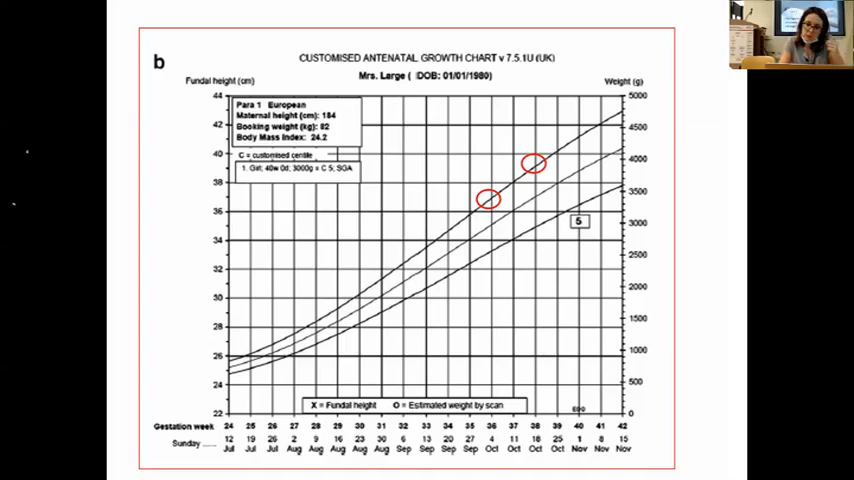 b
CUSTOMISED ANTENATAL GROWTH CHART v 7.5.1U (UK)
Mrs. Large ( DOB: 01/01/1980)
Fundal height (cm)
Weight (g)
Para 1 European
Maternal height (cm): 184
Booking weight (kg): 82
Body Mass Index: 24.2
C = customised centile
1. Girl; 40w 0d; 3000g = C 5; SGA
44
42
40
38
36
34
32
30
28
26
24
22
5000
4500
4000
3500
3000
2500
2000
1500
1000
500
0
5
X = Fundal height O = Estimated weight by scan
EDD
Gestation week 24 25 26 27 28 29 30 31 32 33 34 35 36 37 38 39 40 41 42
Sunday ...... 12 19 26 2 9 16 23 30 6 13 20 27 4 11 18 25 1 8 15
Jul Jul Jul Aug Aug Aug Aug Aug Sep Sep Sep Sep Oct Oct Oct Oct Nov Nov Nov